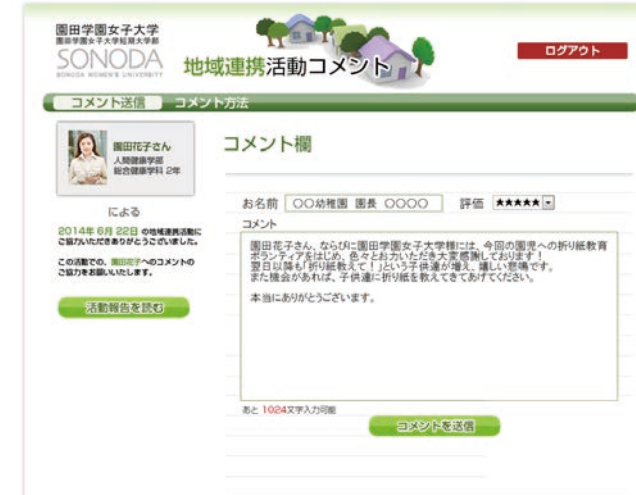 園田学園女子大学
園田学園女子大学短期大学部
SONODA
SONODA WOMEN'S UNIVERSITY
地域連携活動コメント
ログアウト
コメント送信 コメント方法
園田花子さん
人間健康学部
総合健康学科 2年
による
2014年 6月 22日 の地域連携活動に
ご協力いただきありがとうございました。
この活動での、園田花子へのコメントの
ご協力をお願いいたします。
活動報告を読む
コメント欄
お名前 ○○幼稚園 園長 ○○○○ 評価 ★★★★★
コメント
園田花子さん、ならびに園田学園女子大学様には、今回の園児への折り紙教育
ボランティアをはじめ、色々とお力いただき大変感謝しております!
翌日以降も「折り紙教えて!」という子供達が増え、嬉しい悲鳴です。
また機会があれば、子供達に折り紙を教えてきてあげてください。
本当にありがとうございます。
あと 1024文字入力可能
コメントを送信